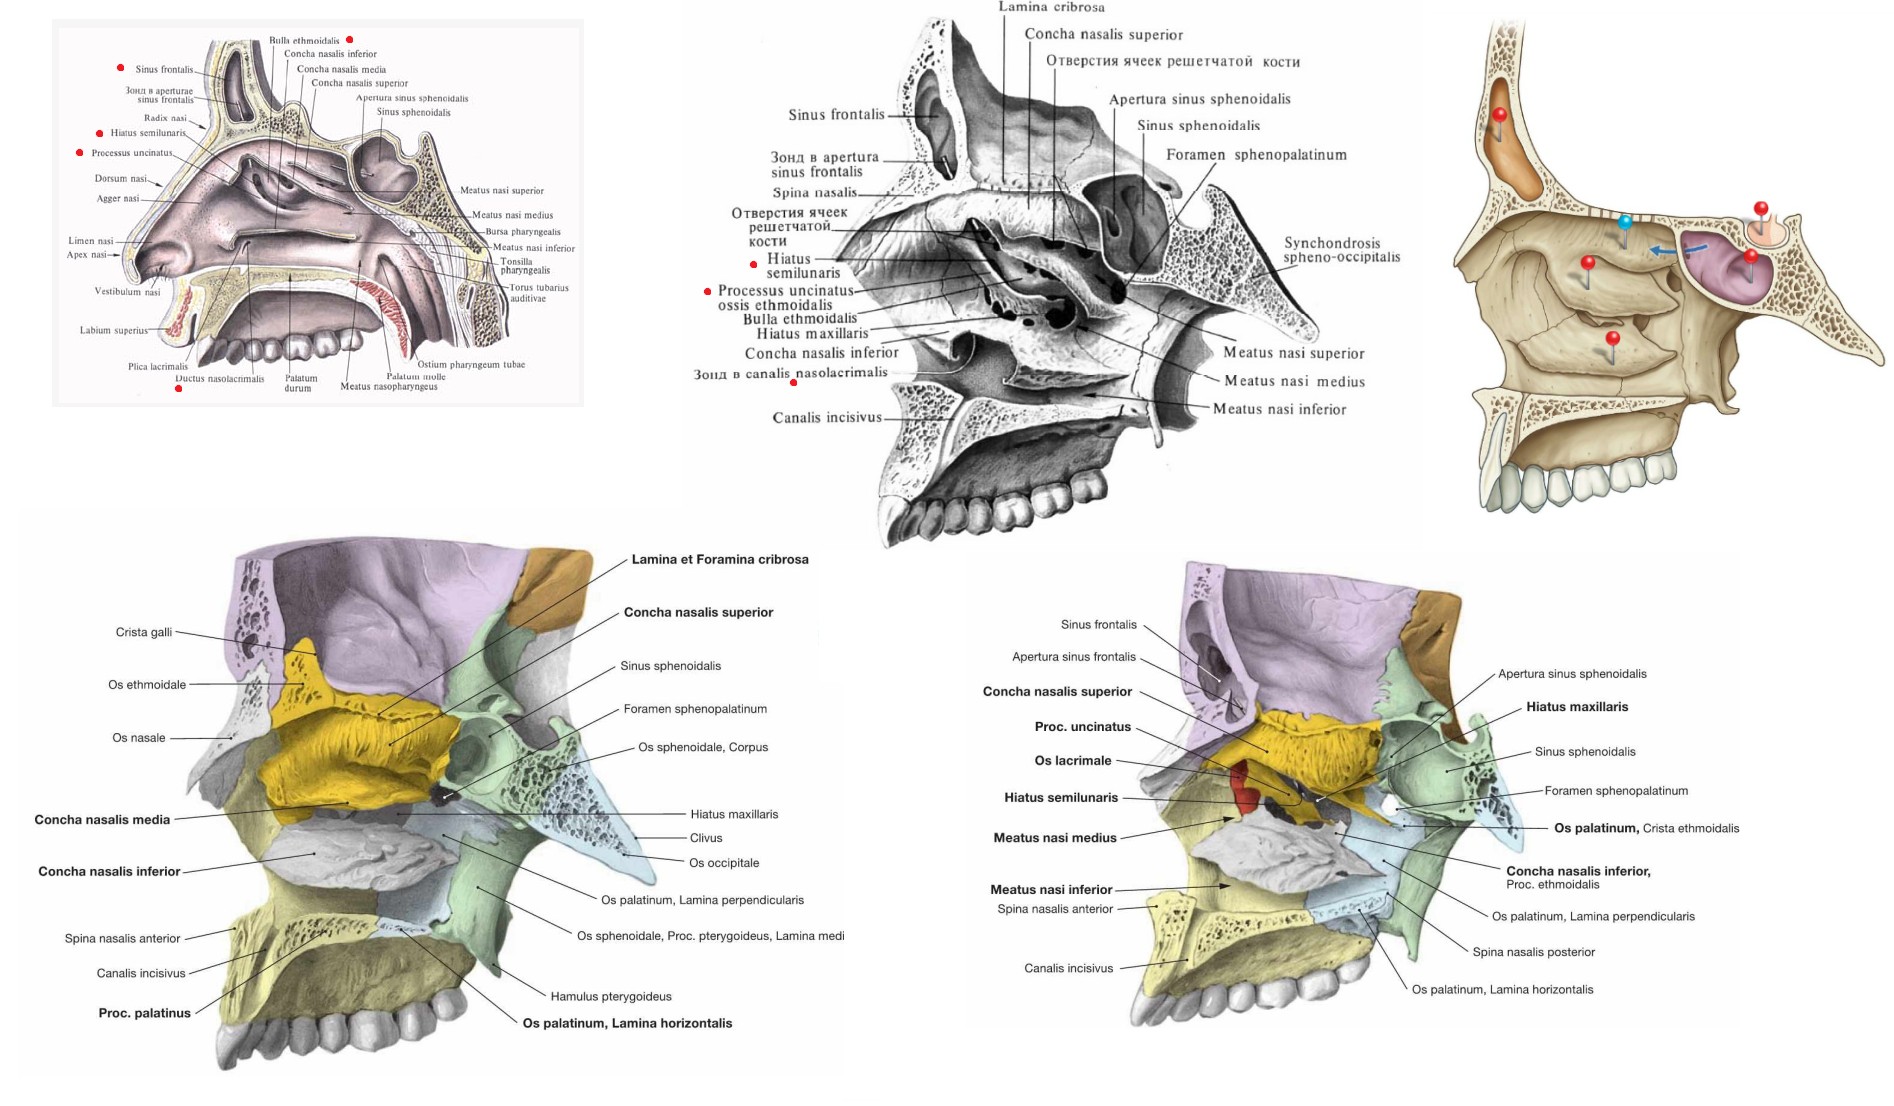 Bulla ethmoidalis
Concha nasalis inferior
Concha nasalis media
Concha nasalis superior
Apertura sinus sphenoidalis
Sinus sphenoidalis
Sinus frontalis
Зонд в aperturae
sinus frontalis
Radix nasi
Hiatus semilunaris
Processus uncinatus
Dorsum nasi
Agger nasi
Limen nasi
Apex nasi
Vestibulum nasi
Labium superius
Plica lacrimalis
Ductus nasolacrimalis
Palatum
durum
Meatus nasopharyngeus
Palatum molle
Ostium pharyngeum tubae
Meatus nasi superior
Meatus nasi medius
Bursa pharyngealis
Meatus nasi inferior
Tonsilla
pharyngealis
Torus tubarius
auditivae
Lamina cribrosa
Concha nasalis superior
Отверстия ячеек решетчатой кости
Apertura sinus sphenoidalis
Sinus sphenoidalis
Foramen sphenopalatinum
Sinus frontalis
Зонд в apertura
sinus frontalis
Spina nasalis
Отверстия ячеек
решетчатой
кости
Hiatus
semilunaris
Processus uncinatus
ossis ethmoidalis
Bulla ethmoidalis
Hiatus maxillaris
Concha nasalis inferior
Зонд в canalis nasolacrimalis
Canalis incisivus
Synchondrosis
spheno-occipitalis
Meatus nasi superior
Meatus nasi medius
Meatus nasi inferior
Lamina et Foramina cribrosa
Concha nasalis superior
Sinus sphenoidalis
Foramen sphenopalatinum
Os sphenoidale, Corpus
Hiatus maxillaris
Clivus
Os occipitale
Os palatinum, Lamina perpendicularis
Os sphenoidale, Proc. pterygoideus, Lamina medi
Hamulus pterygoideus
Os palatinum, Lamina horizontalis
Crista galli
Os ethmoidale
Os nasale
Concha nasalis media
Concha nasalis inferior
Spina nasalis anterior
Canalis incisivus
Proc. palatinus
Sinus frontalis
Apertura sinus frontalis
Concha nasalis superior
Proc. uncinatus
Os lacrimale
Hiatus semilunaris
Meatus nasi medius
Meatus nasi inferior
Spina nasalis anterior
Canalis incisivus
Apertura sinus sphenoidalis
Hiatus maxillaris
Sinus sphenoidalis
Foramen sphenopalatinum
Os palatinum, Crista ethmoidalis
Concha nasalis inferior,
Proc. ethmoidalis
Os palatinum, Lamina perpendicularis
Spina nasalis posterior
Os palatinum, Lamina horizontalis